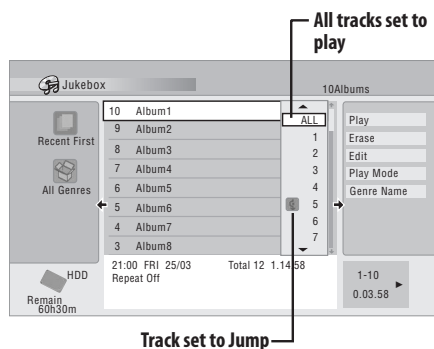 All tracks set to
play
Jukebox
10Albums
Recent First
All Genres
10 Album1
9 Album2
8 Album3
7 Album4
6 Album5
5 Album6
4 Album7
3 Album8
ALL
1
2
3
4
5
6
7
Play
Erase
Edit
Play Mode
Genre Name
21:00 FRI 25/03 Total 12 1.14.58
Repeat Off
HDD
Remain
60h30m
1-10
0.03.58
Track set to Jump